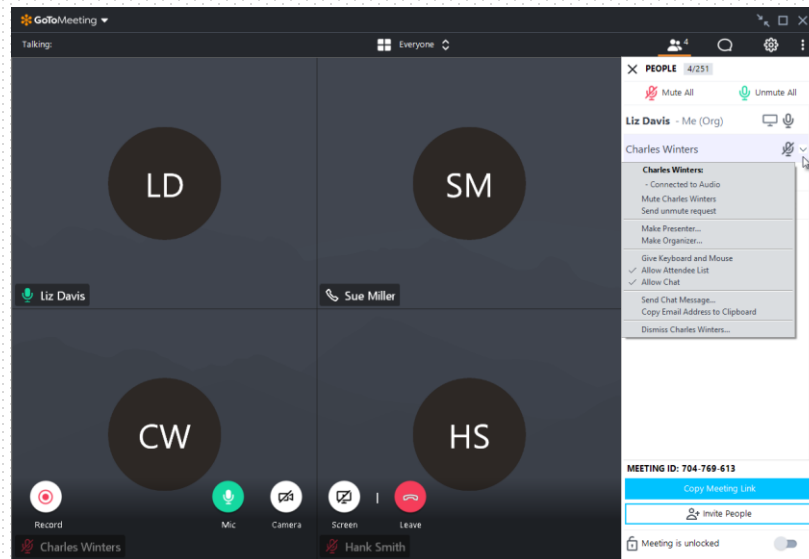 GoToMeeting
Talking:
Everyone
4
PEOPLE 4/251
Mute All Unmute All
Liz Davis - Me (Org)
Charles Winters
Charles Winters:
- Connected to Audio
Mute Charles Winters
Send unmute request
Make Presenter...
Make Organizer...
Give Keyboard and Mouse
Allow Attendee List
Allow Chat
Send Chat Message...
Copy Email Address to Clipboard
Dismiss Charles Winters...
LD
SM
Liz Davis
Sue Miller
CW
HS
Record
Mic
Camera
Screen
Leave
Charles Winters
Hank Smith
MEETING ID: 704-769-613
Copy Meeting Link
Invite People
Meeting is unlocked